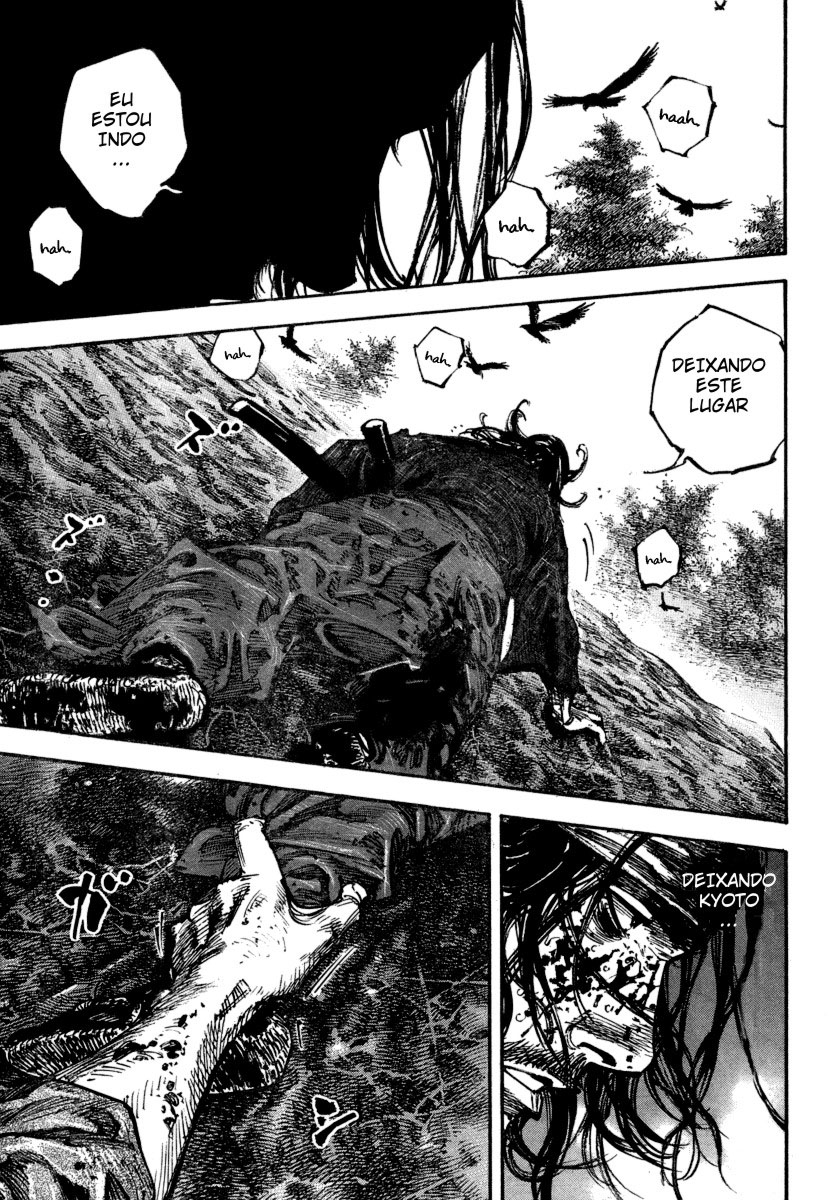 EU
ESTOU
INDO
...
haah.
hah.
hah.
DEIXANDO
ESTE
LUGAR
hah.
hah.
hah.
DEIXANDO
KYOTO
...